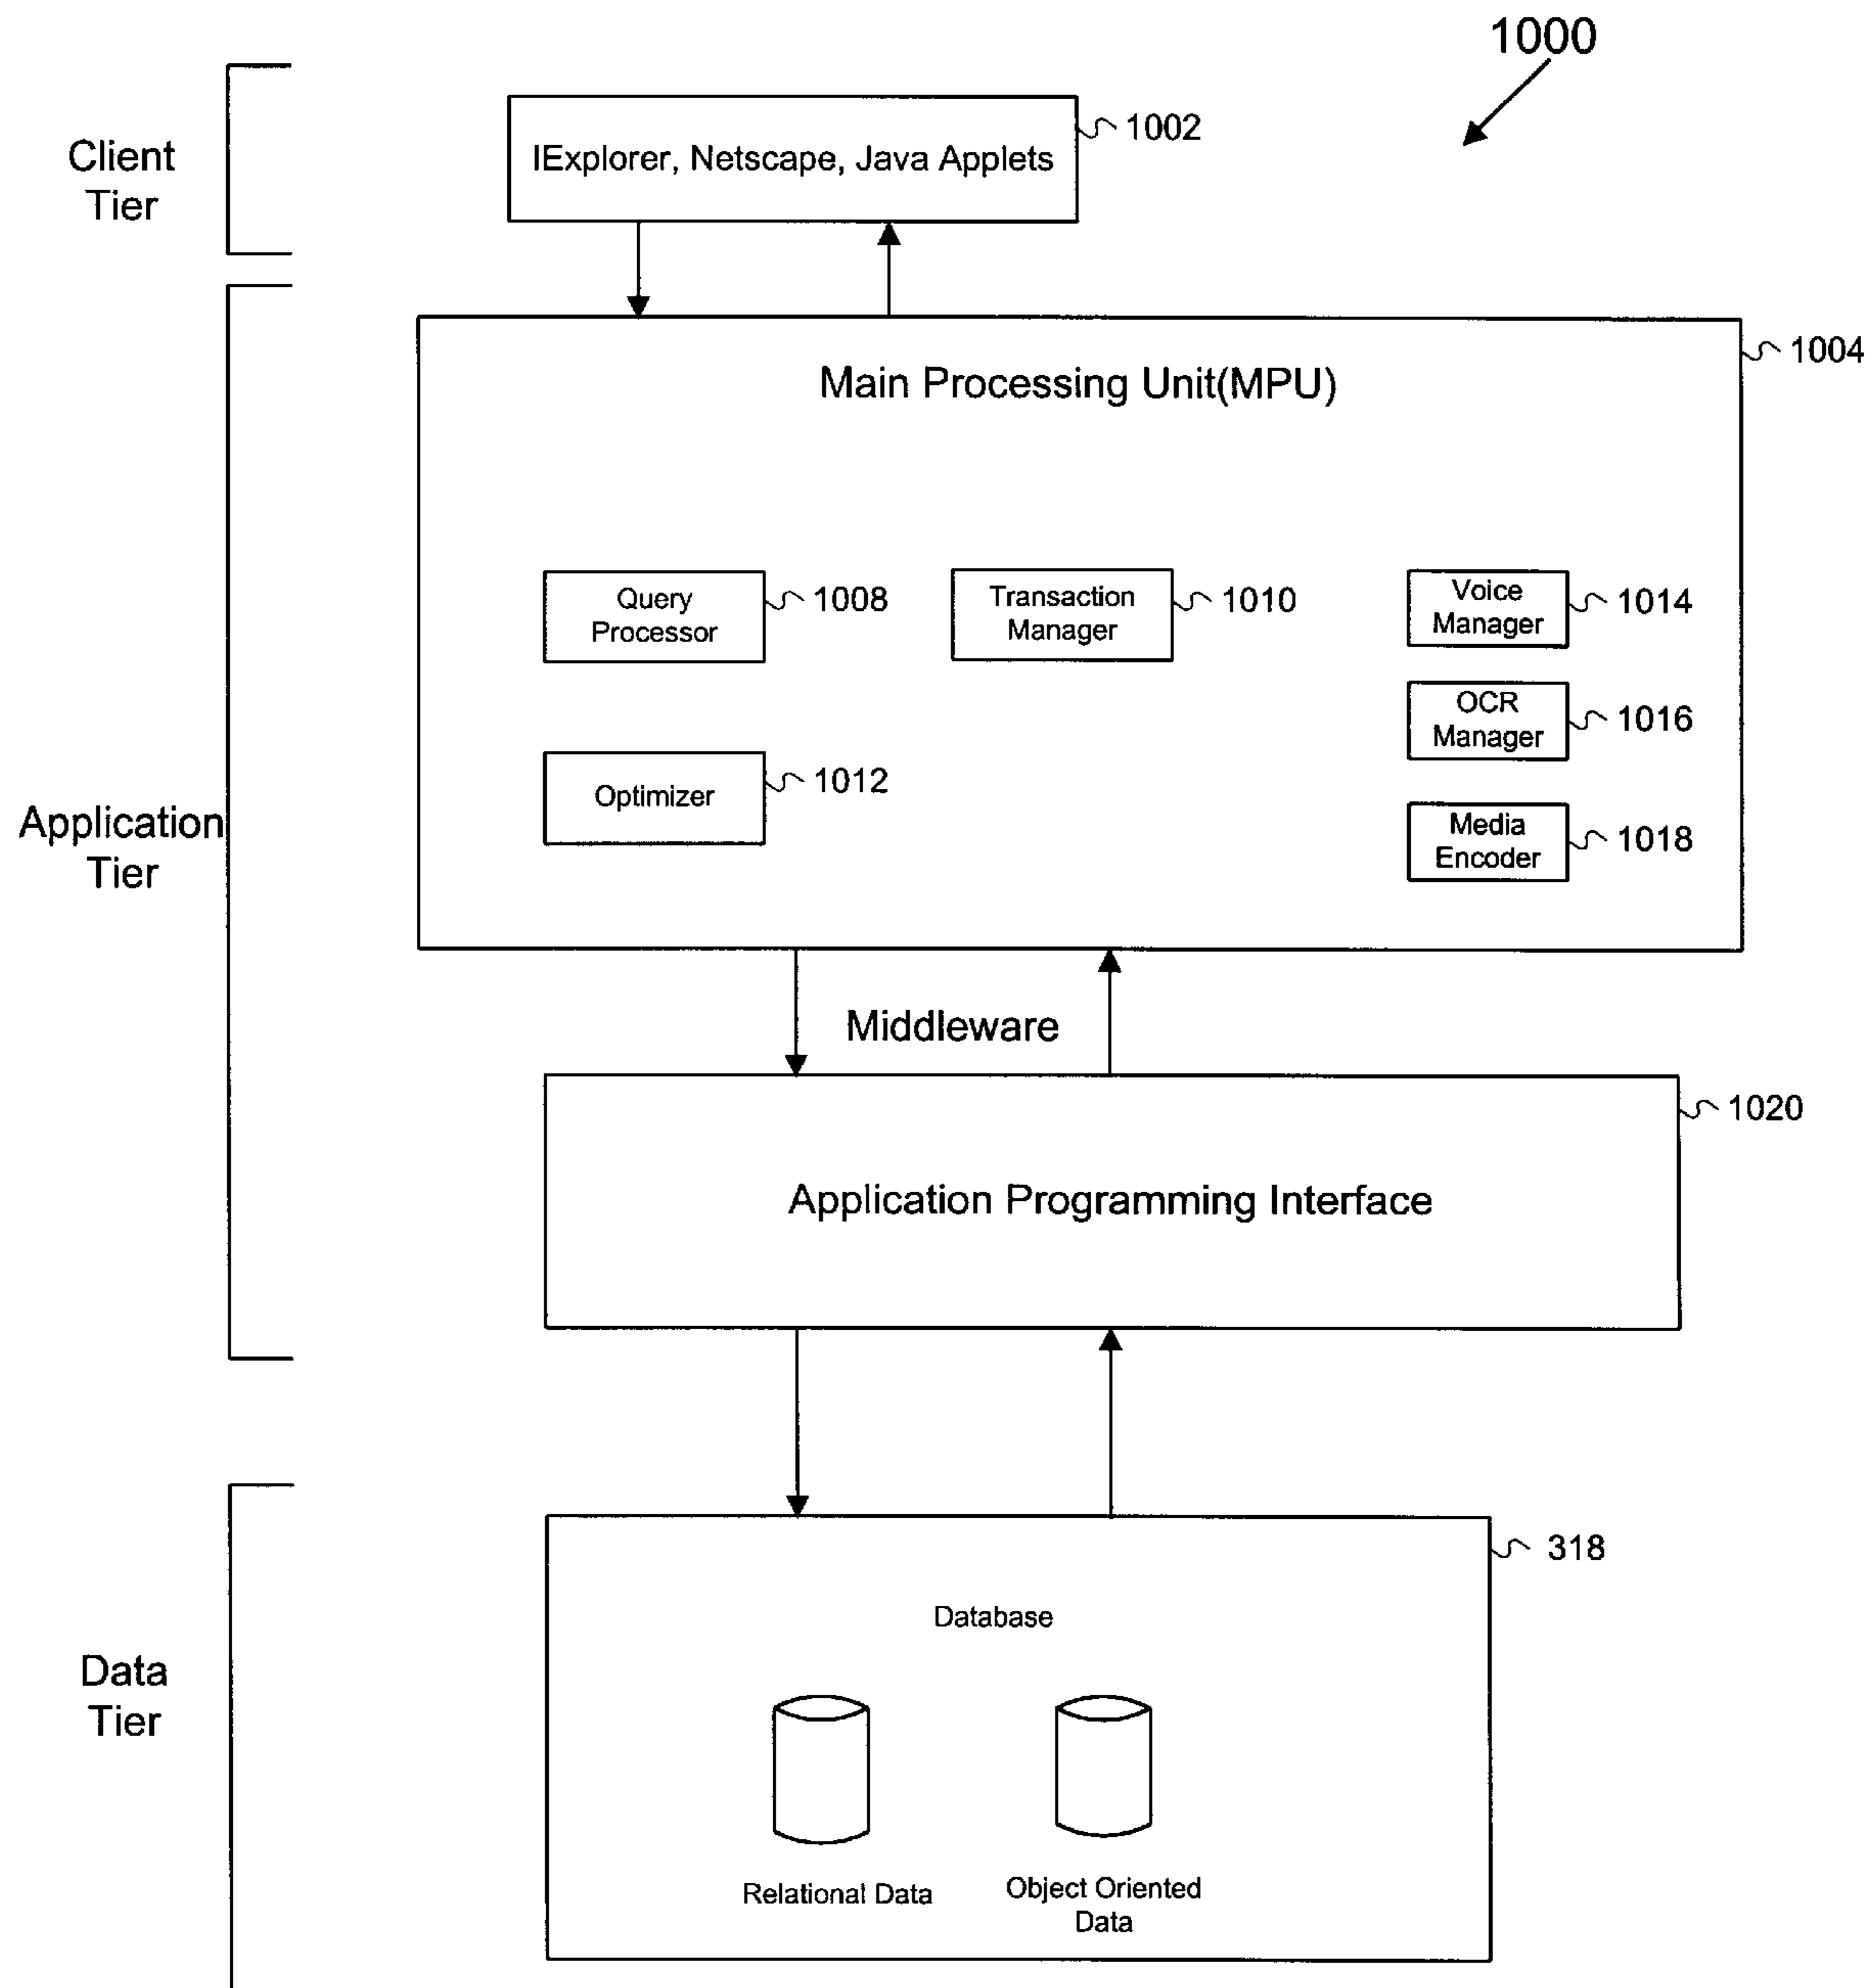 1000
Client
Tier
IExplorer, Netscape, Java Applets
1002
Application
Tier
Main Processing Unit(MPU)
1004
Query
Processor
1008
Transaction
Manager
1010
Voice
Manager
1014
OCR
Manager
1016
Optimizer
1012
Media
Encoder
1018
Middleware
Application Programming Interface
1020
Data
Tier
Database
318
Relational Data
Object Oriented
Data